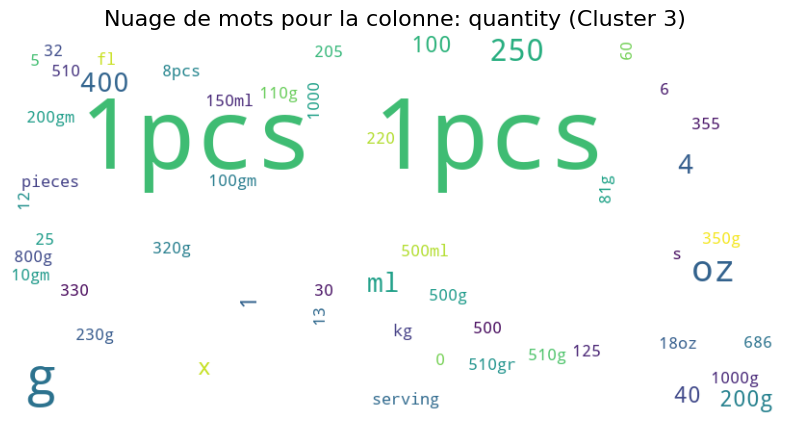 Nuage de mots pour la colonne: quantity (Cluster 3)
5 32 510 fl 400 8pcs 205 100 250 60
200gm 150ml 110g 1000 6 355
1pcs 1pcs
220 4
pieces 12 100gm 81g
25 800g 10gm 320g 500ml s 350g
330 1 30 13 ml 500g oz
230g x kg 500 18oz 686
0 510gr 510g 125
g serving 40 1000g 200g